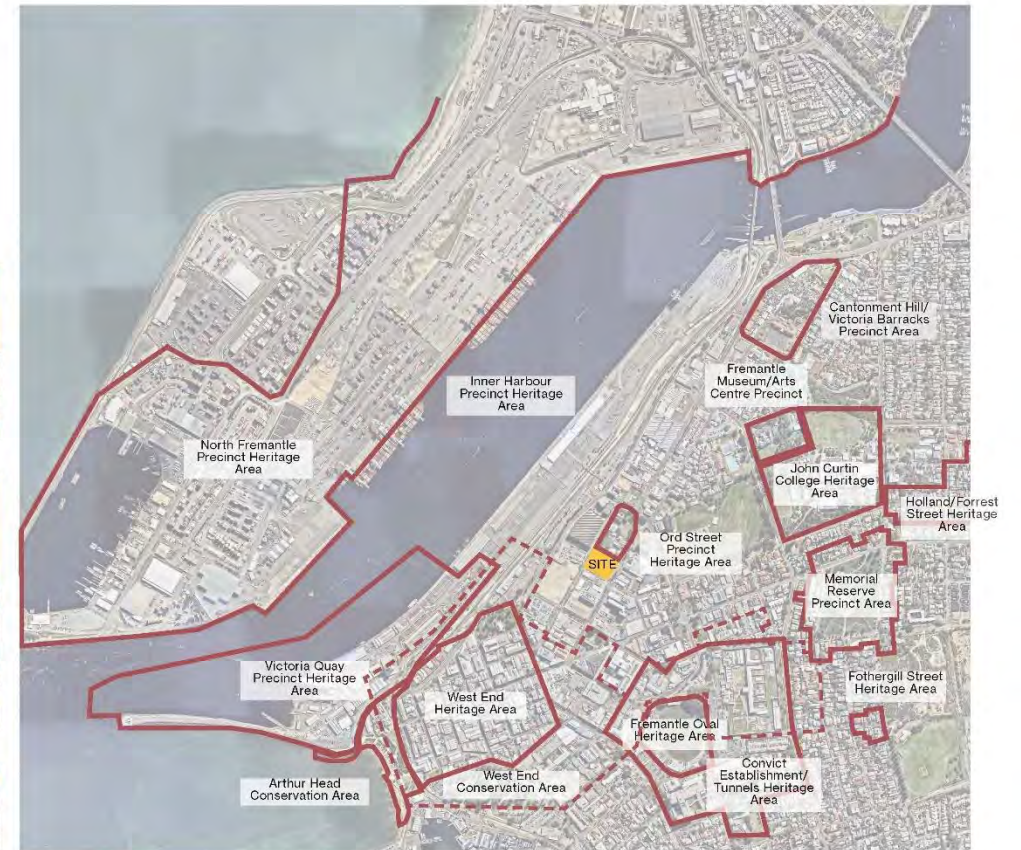 Cantonment Hill/
Victoria Barracks
Precinct Area
Fremantle
Museum/Arts
Centre Precinct
Inner Harbour
Precinct Heritage
Area
North Fremantle
Precinct Heritage
Area
John Curtin
College Heritage
Area
Holland/Forrest
Street Heritage
Area
Ord Street
Precinct
Heritage Area
SITE
Memorial
Reserve
Precinct Area
Victoria Quay
Precinct Heritage
Area
Fothergill Street
Heritage Area
West End
Heritage Area
Fremantle Oval
Heritage Area
Arthur Head
Conservation Area
West End
Conservation Area
Convict
Establishment/
Tunnels Heritage
Area